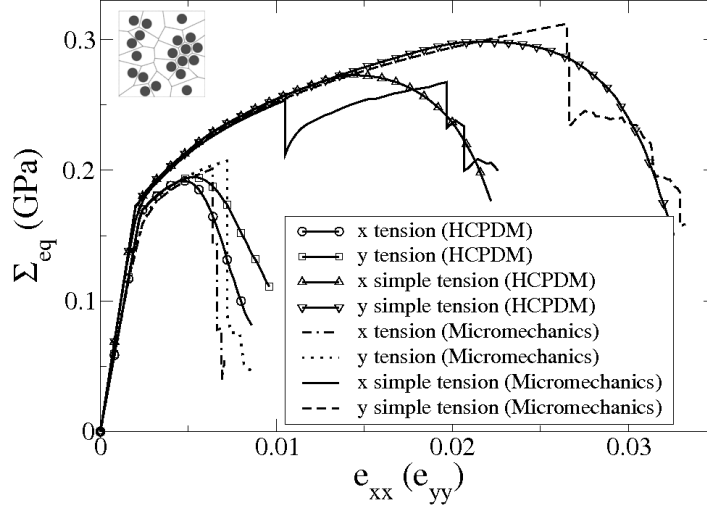 0.3
0.2
0.1
0
Σeq (GPa)
x tension (HCPDM)
y tension (HCPDM)
x simple tension (HCPDM)
y simple tension (HCPDM)
x tension (Micromechanics)
y tension (Micromechanics)
x simple tension (Micromechanics)
y simple tension (Micromechanics)
0 0.01 0.02 0.03
exx (eyy)